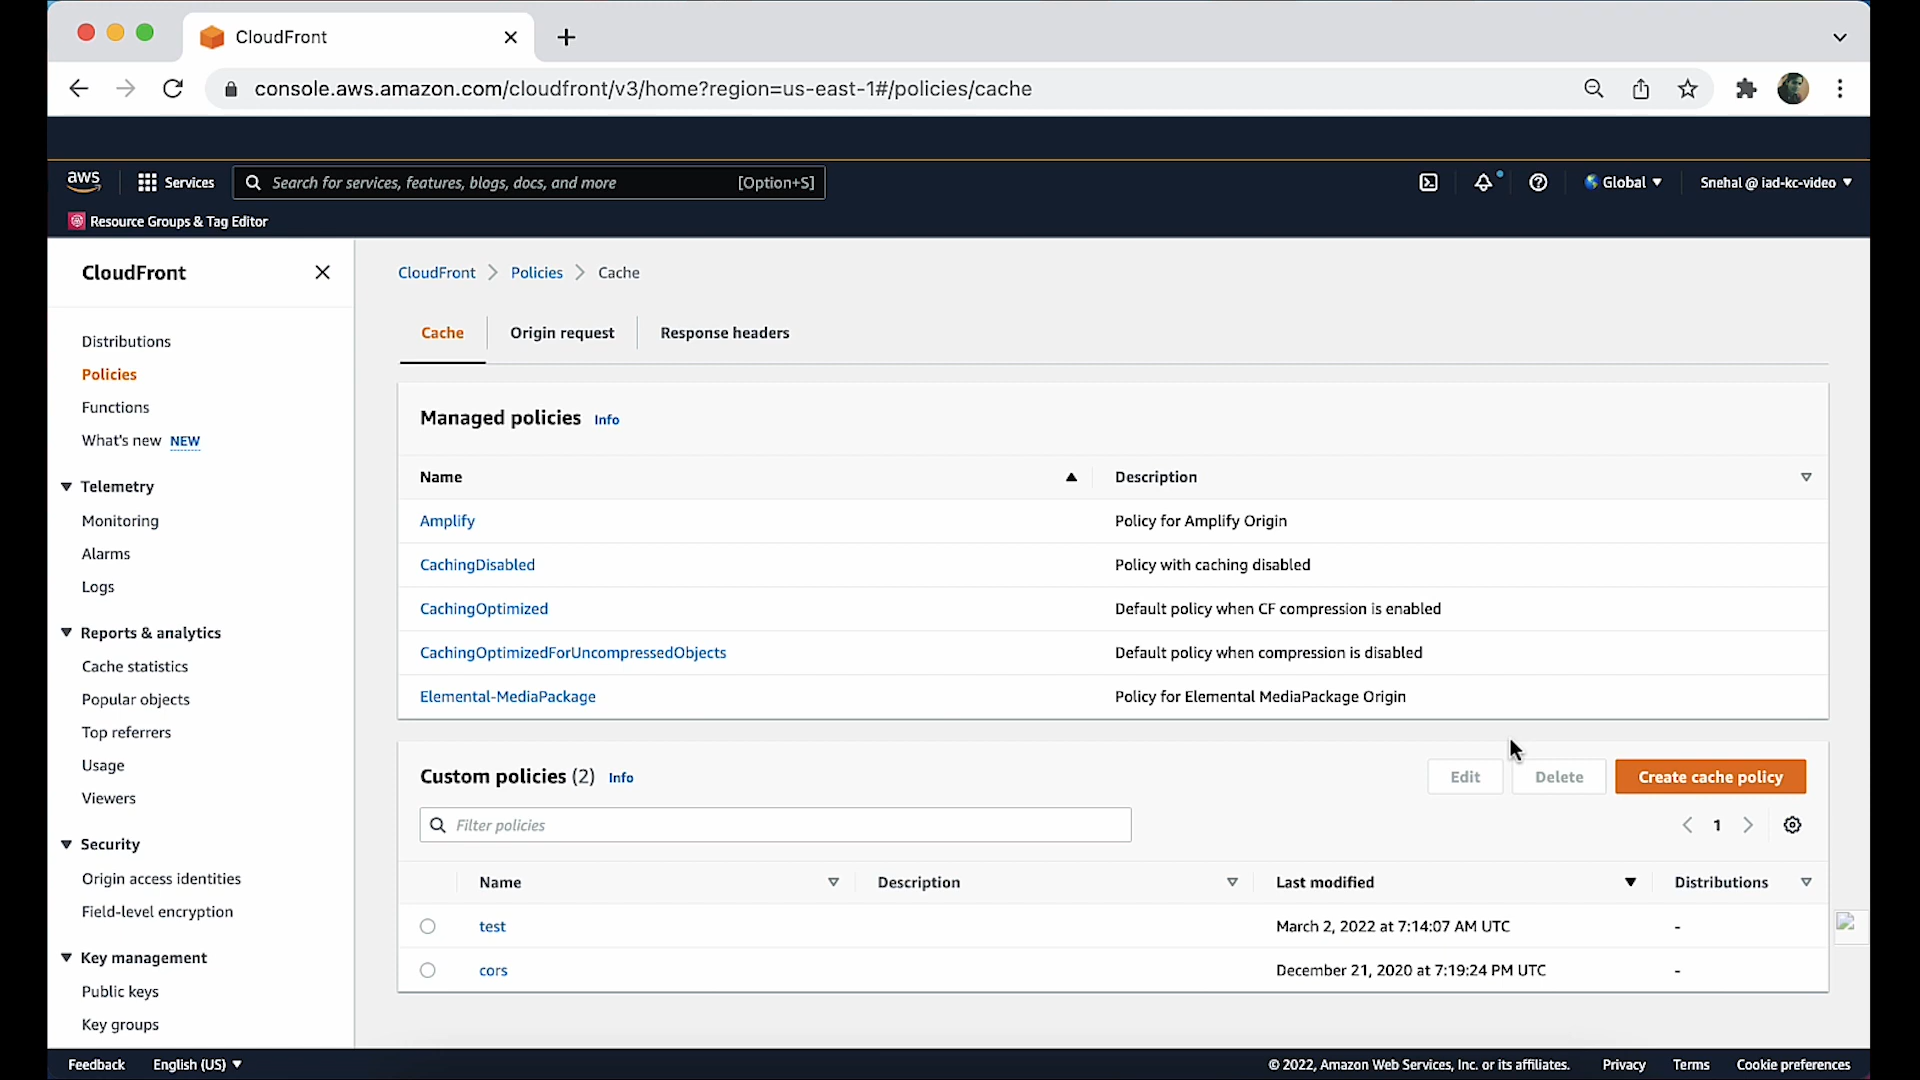 CloudFront
console.aws.amazon.com/cloudfront/v3/home?region=us-east-1#/policies/cache
aws
Services
Search for services, features, blogs, docs, and more
[Option+S]
Global
Snehal @ iad-kc-video
Resource Groups & Tag Editor
CloudFront
Distributions
Policies
Functions
What's new NEW
Telemetry
Monitoring
Alarms
Logs
Reports & analytics
Cache statistics
Popular objects
Top referrers
Usage
Viewers
Security
Origin access identities
Field-level encryption
Key management
Public keys
Key groups
CloudFront
Policies
Cache
Cache
Origin request
Response headers
Managed policies Info
Name Description
Amplify Policy for Amplify Origin
CachingDisabled Policy with caching disabled
CachingOptimized Default policy when CF compression is enabled
CachingOptimizedForUncompressedObjects Default policy when compression is disabled
Elemental-MediaPackage Policy for Elemental MediaPackage Origin
Custom policies (2) Info
Edit
Delete
Create cache policy
Filter policies
1
Name Description Last modified Distributions
test March 2, 2022 at 7:14:07 AM UTC -
cors December 21, 2020 at 7:19:24 PM UTC -
Feedback
English (US)
© 2022, Amazon Web Services, Inc. or its affiliates.
Privacy
Terms
Cookie preferences